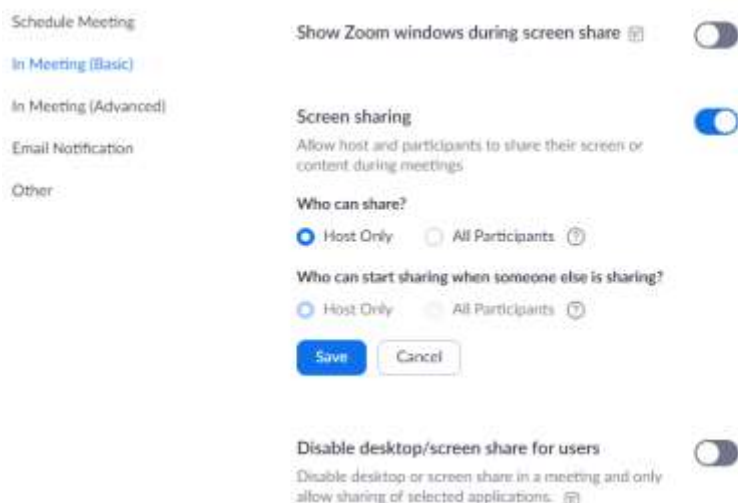 Schedule Meeting
In Meeting (Basic)
In Meeting (Advanced)
Email Notification
Other
Show Zoom windows during screen share
Screen sharing
Allow host and participants to share their screen or
content during meetings
Who can share?
Host Only All Participants ?
Who can start sharing when someone else is sharing?
Host Only All Participants ?
Save Cancel
Disable desktop/screen share for users
Disable desktop or screen share in a meeting and only
allow sharing of selected applications.